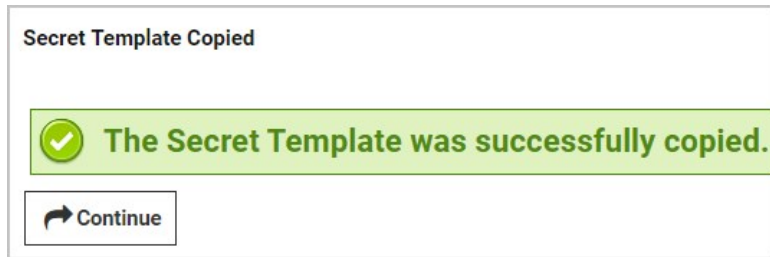 Secret Template Copied
The Secret Template was successfully copied.
Continue